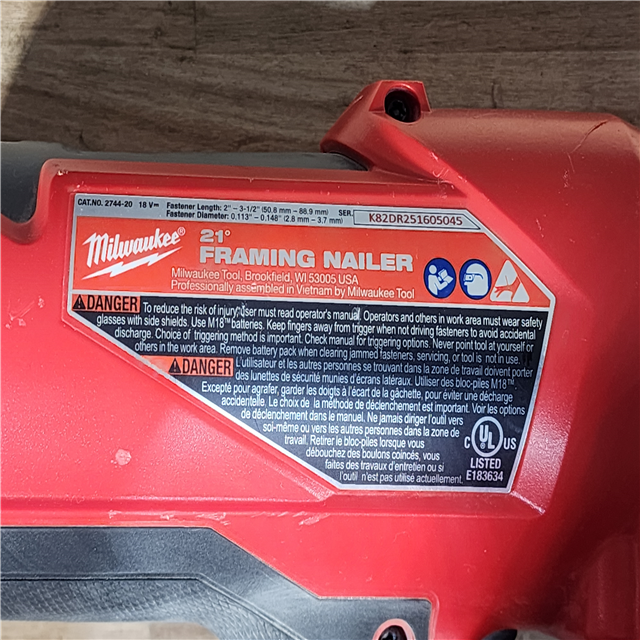 CAT.NO. 2744-20 18 V⎓ Fastener Length: 2" – 3-1/2" (50.8 mm – 88.9 mm) SER. K82DR251605045
Fastener Diameter: 0.113" – 0.148" (2.8 mm – 3.7 mm)
Milwaukee®
21°
FRAMING NAILER
Milwaukee Tool, Brookfield, WI 53005 USA
Professionally assembled in Vietnam by Milwaukee Tool
DANGER To reduce the risk of injury, user must read operator's manual. Operators and others in work area must wear safety
glasses with side shields. Use M18™ batteries. Keep fingers away from trigger when not driving fasteners to avoid accidental
discharge. Choice of triggering method is important. Check manual for triggering options. Never point tool at yourself or
others in the work area. Remove battery pack when clearing jammed fasteners, servicing, or tool is not in use.
DANGER L'utilisateur et les autres personnes se trouvant dans la zone de travail doivent porter
des lunettes de sécurité munies d'écrans latéraux. Utiliser des bloc-piles M18™.
Excepté pour agrafer, garder les doigts à l'écart de la gâchette, pour éviter une décharge
accidentelle. Le choix de la méthode de déclenchement est important. Voir les options
de déclenchement dans le manuel. Ne jamais diriger l'outil vers
soi-même ou vers d'autres personnes dans la zone de
travail. Retirer le bloc-piles lorsque vous
débouchez des boulons coincés, vous
faites des travaux d'entretien ou si
l'outil n'est pas utilisé actuellement.
C UL® US
LISTED
E183634